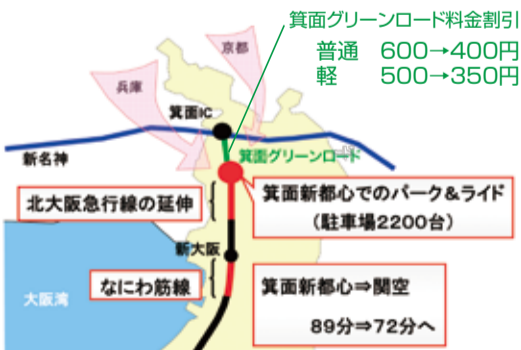 箕面グリーンロード料金割引
普通 600→400円
軽 500→350円
京都
兵庫
箕面IC
新名神
箕面グリーンロード
北大阪急行線の延伸
箕面新都心でのパーク&ライド
(駐車場2200台)
新大阪
なにわ筋線
大阪湾
箕面新都心⇒関空
89分⇒72分へ